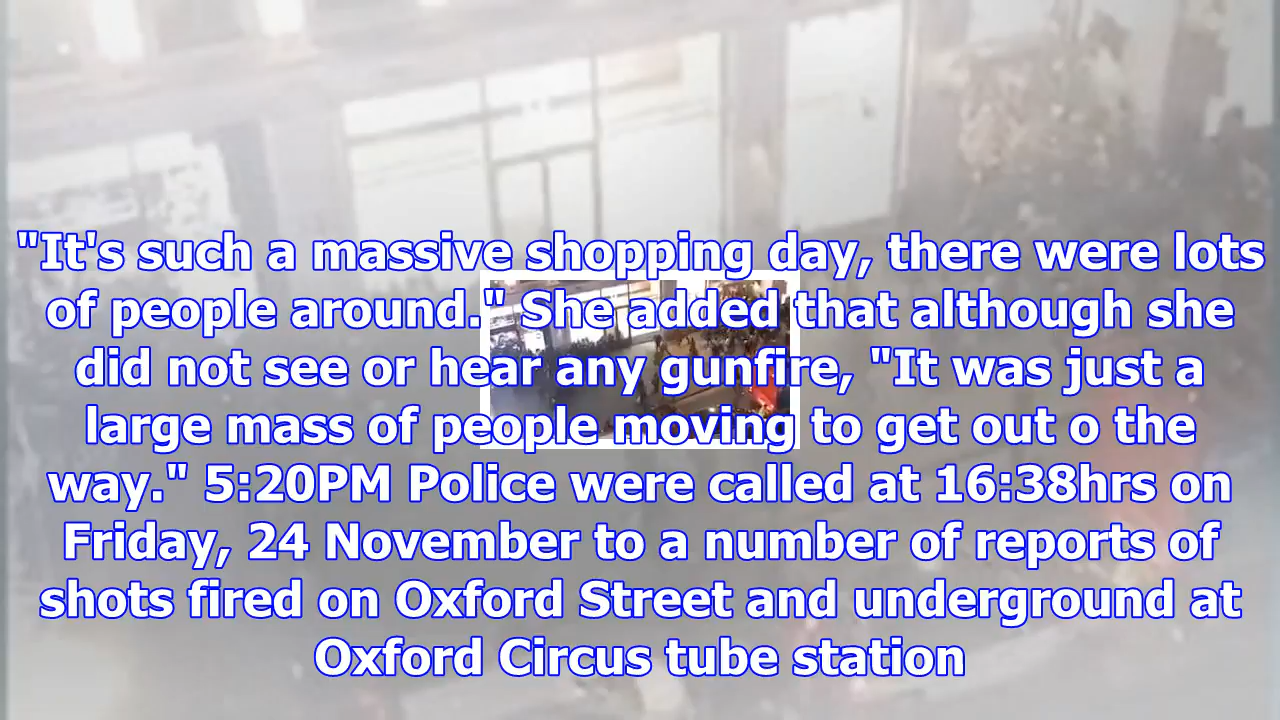 "It's such a massive shopping day, there were lots
of people around." She added that although she
did not see or hear any gunfire, "It was just a
large mass of people moving to get out o the
way." 5:20PM Police were called at 16:38hrs on
Friday, 24 November to a number of reports of
shots fired on Oxford Street and underground at
Oxford Circus tube station